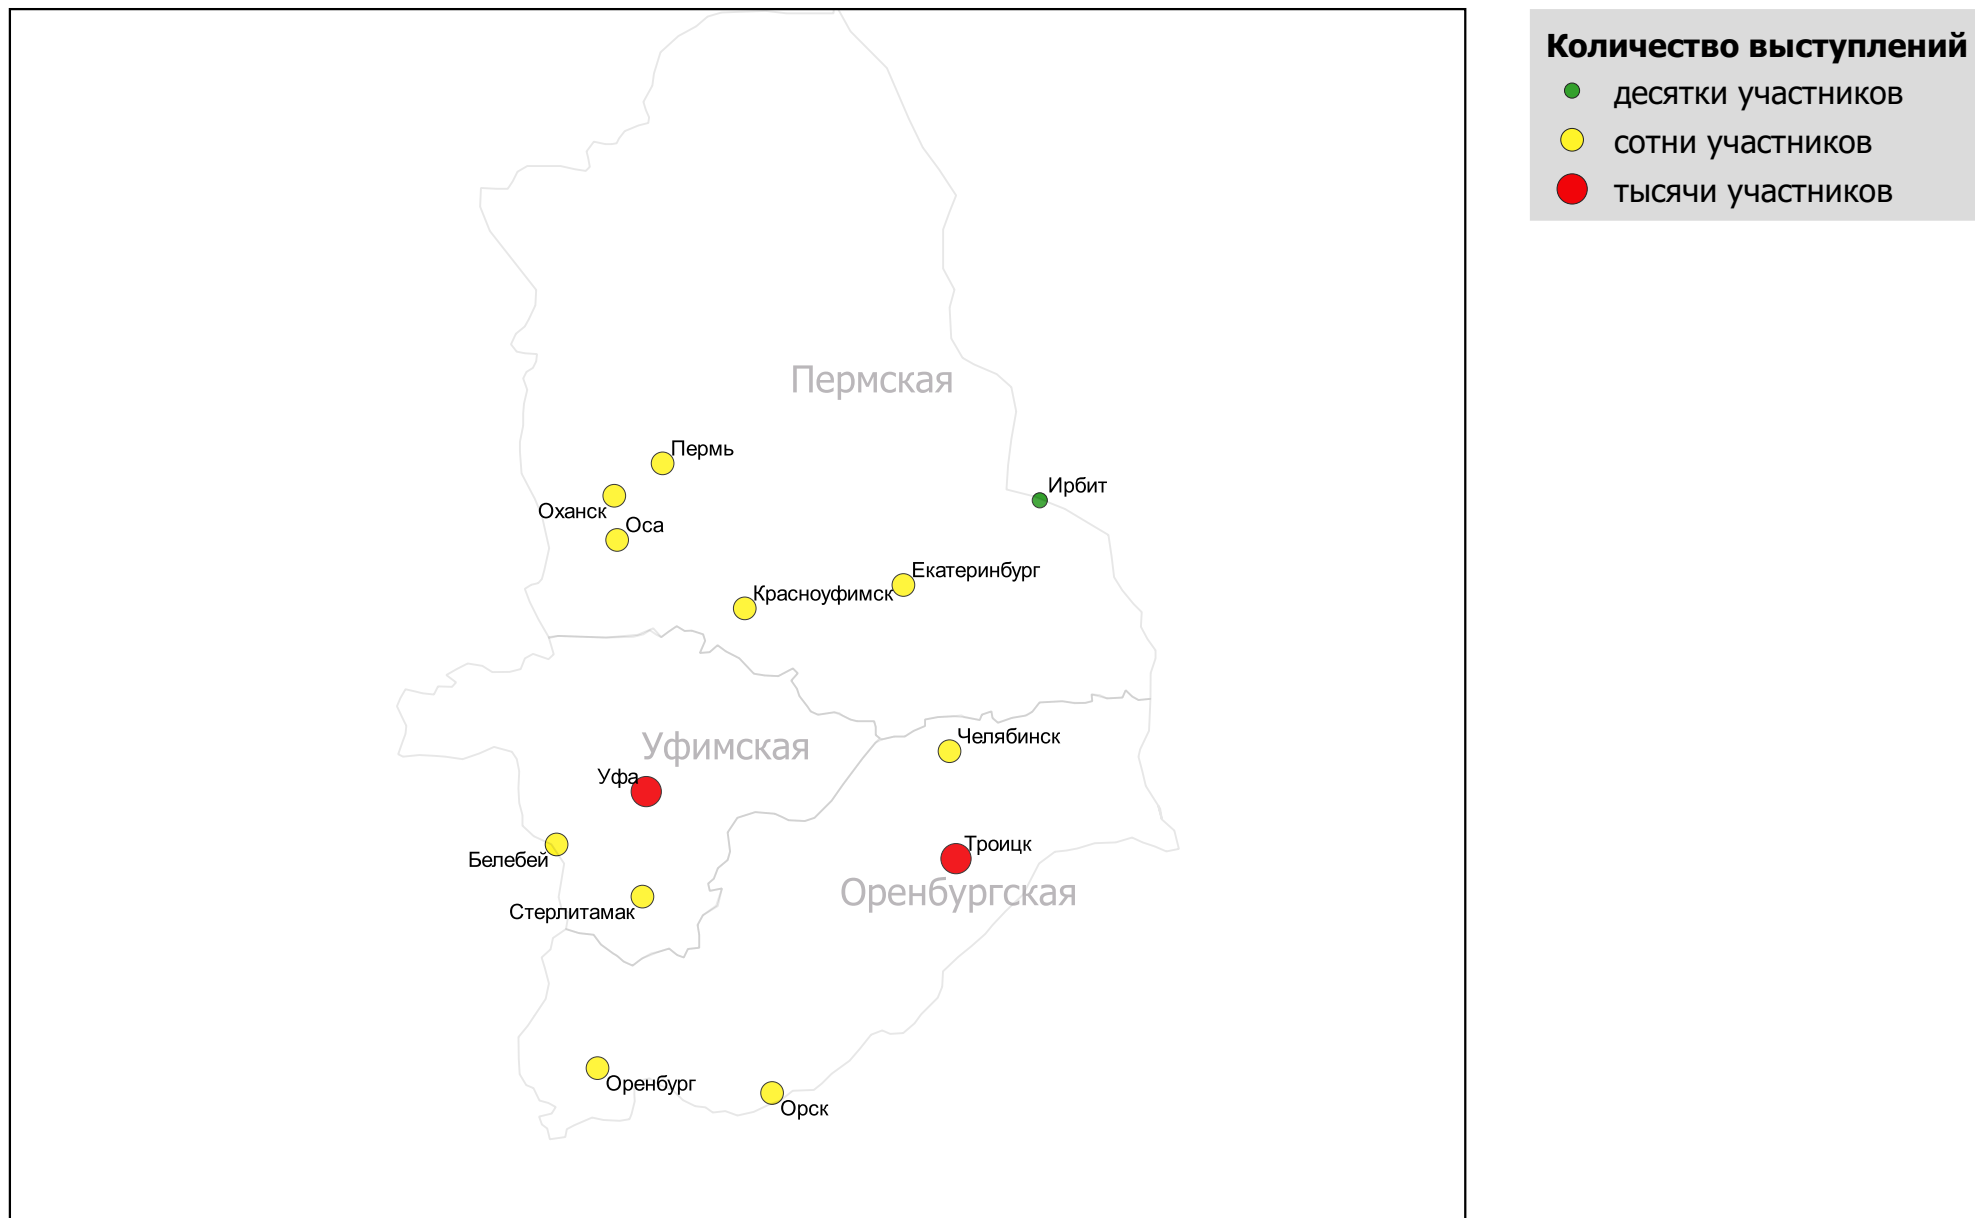 Количество выступлений
десятки участников
сотни участников
тысячи участников
Пермская
Пермь
Ирбит
Оханск
Оса
Екатеринбург
Красноуфимск
Челябинск
Уфимская
Уфа
Троицк
Белебей
Оренбургская
Стерлитамак
Оренбург
Орск